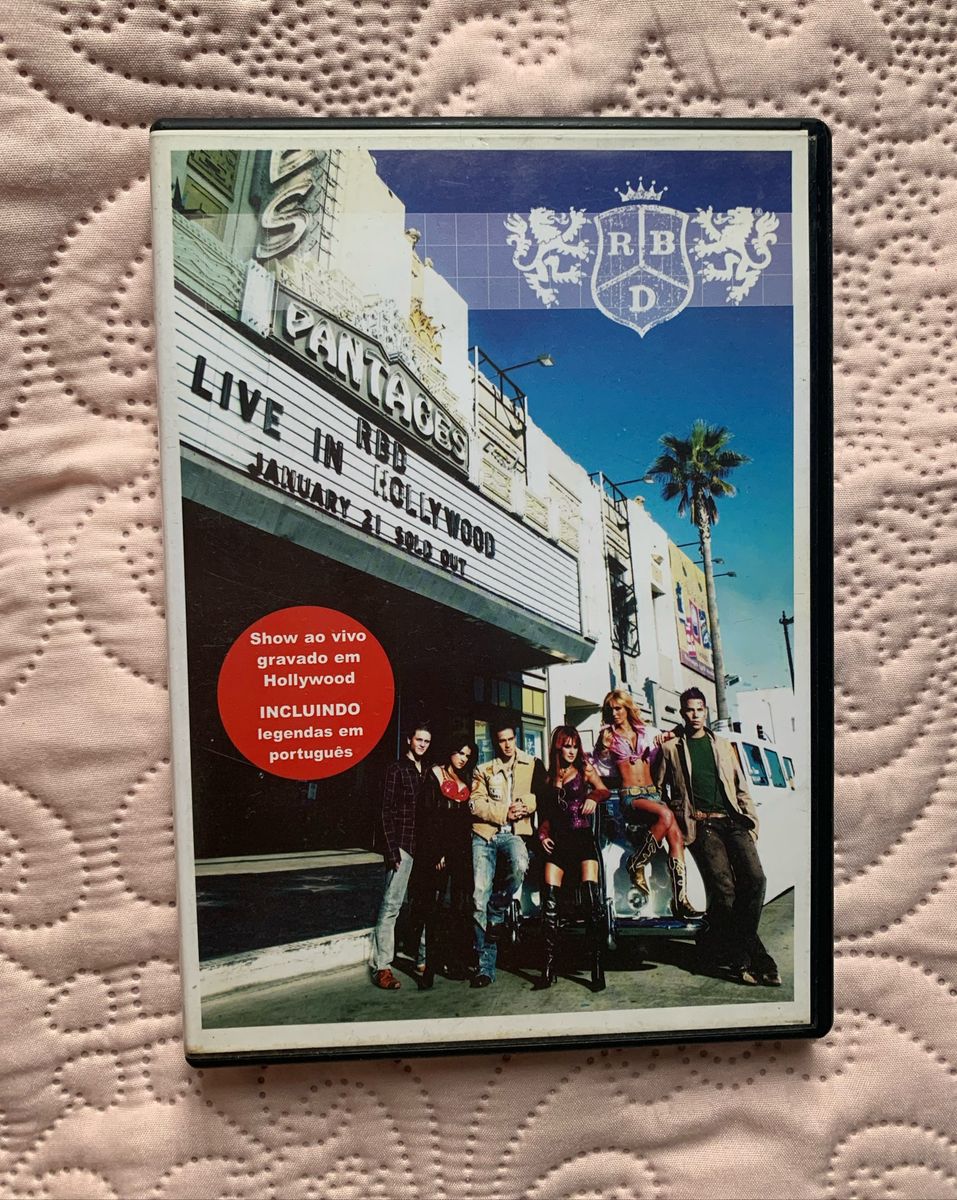 R B
D
PANTAGES
RBD
LIVE IN HOLLYWOOD
JANUARY 21 SOLD OUT
Show ao vivo
gravado em
Hollywood
INCLUINDO
legendas em
português